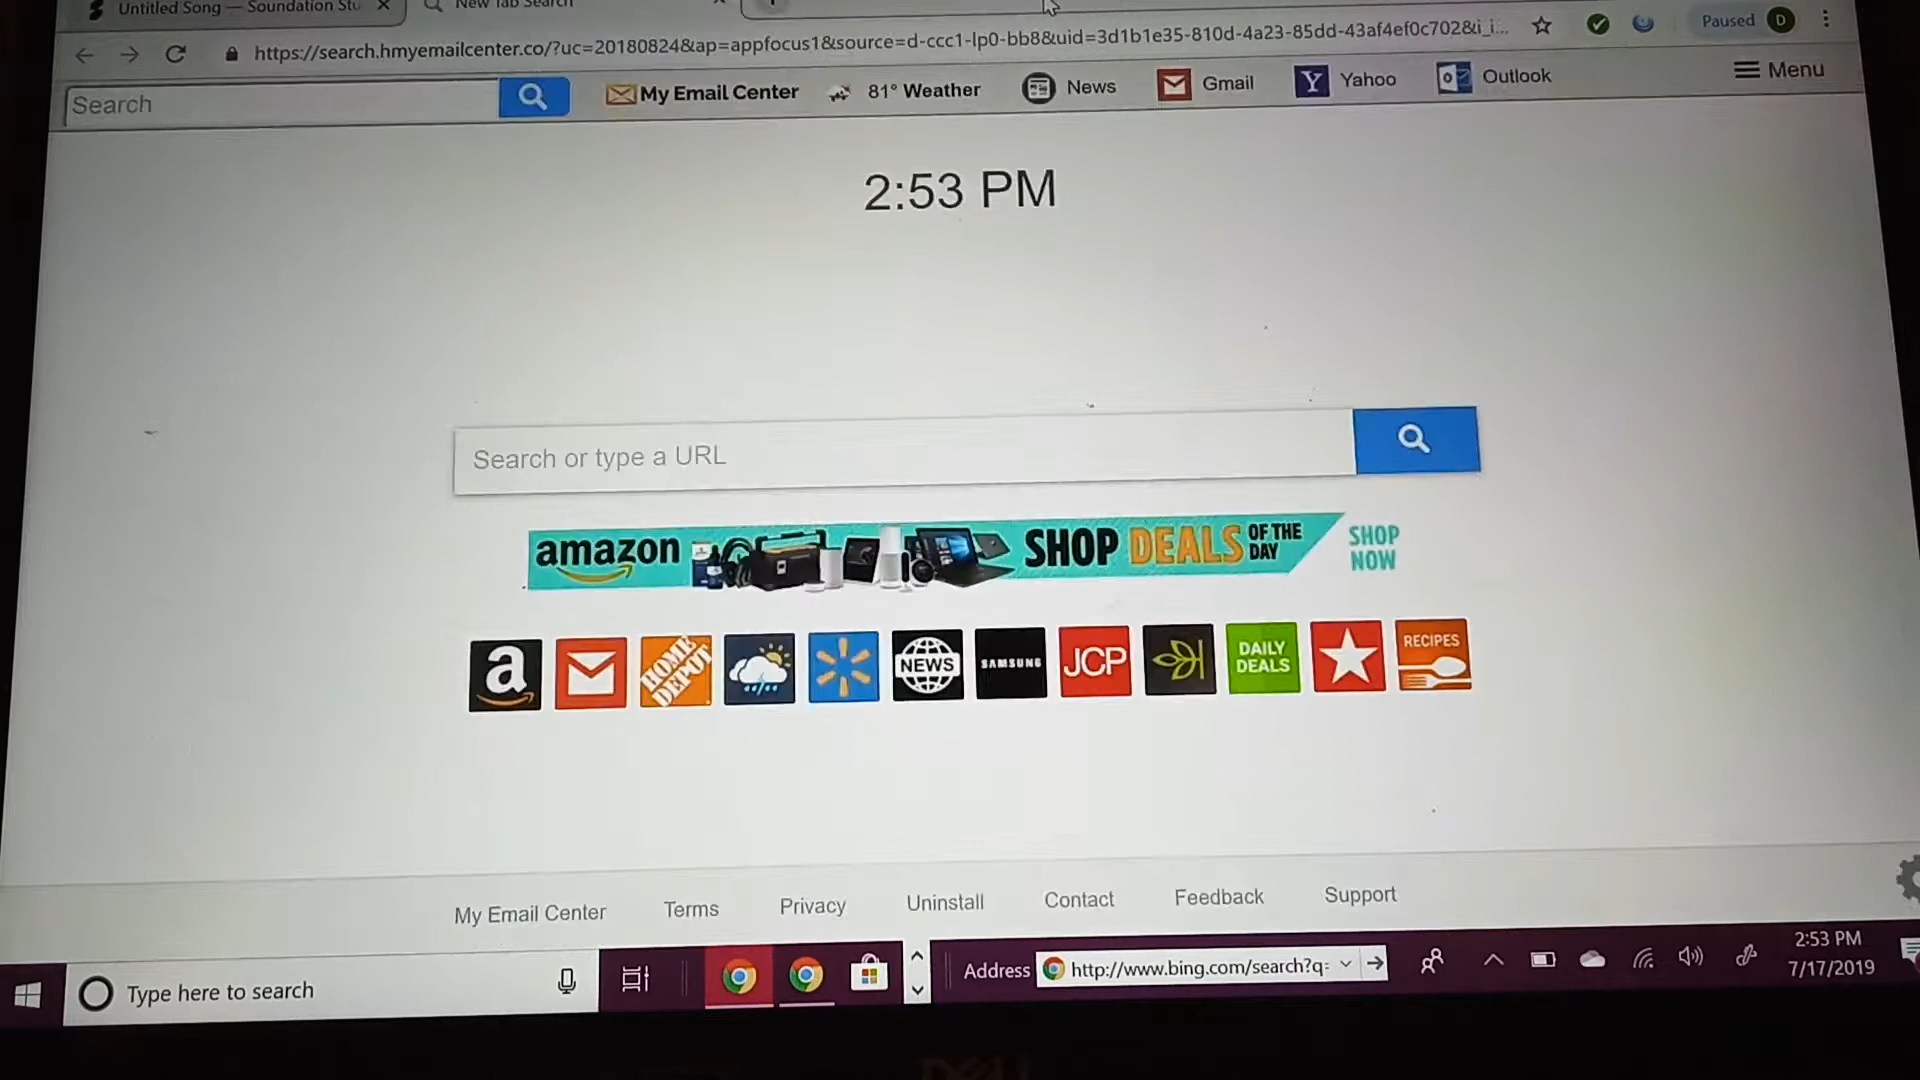 Untitled Song — Soundation Stu
New Tab Search
https://search.hmyemailcenter.co/?uc=20180824&ap=appfocus1&source=d-ccc1-lp0-bb8&uid=3d1b1e35-810d-4a23-85dd-43af4ef0c702&i_i...
Paused D
Search
My Email Center
81° Weather
News
Gmail
Y Yahoo
Outlook
Menu
2:53 PM
Search or type a URL
amazon
SHOP DEALS OF THE DAY
SHOP NOW
a
HOME DEPOT
NEWS
SAMSUNG
JCP
DAILY DEALS
RECIPES
My Email Center
Terms
Privacy
Uninstall
Contact
Feedback
Support
Type here to search
Address
http://www.bing.com/search?q=
2:53 PM
7/17/2019
DELL